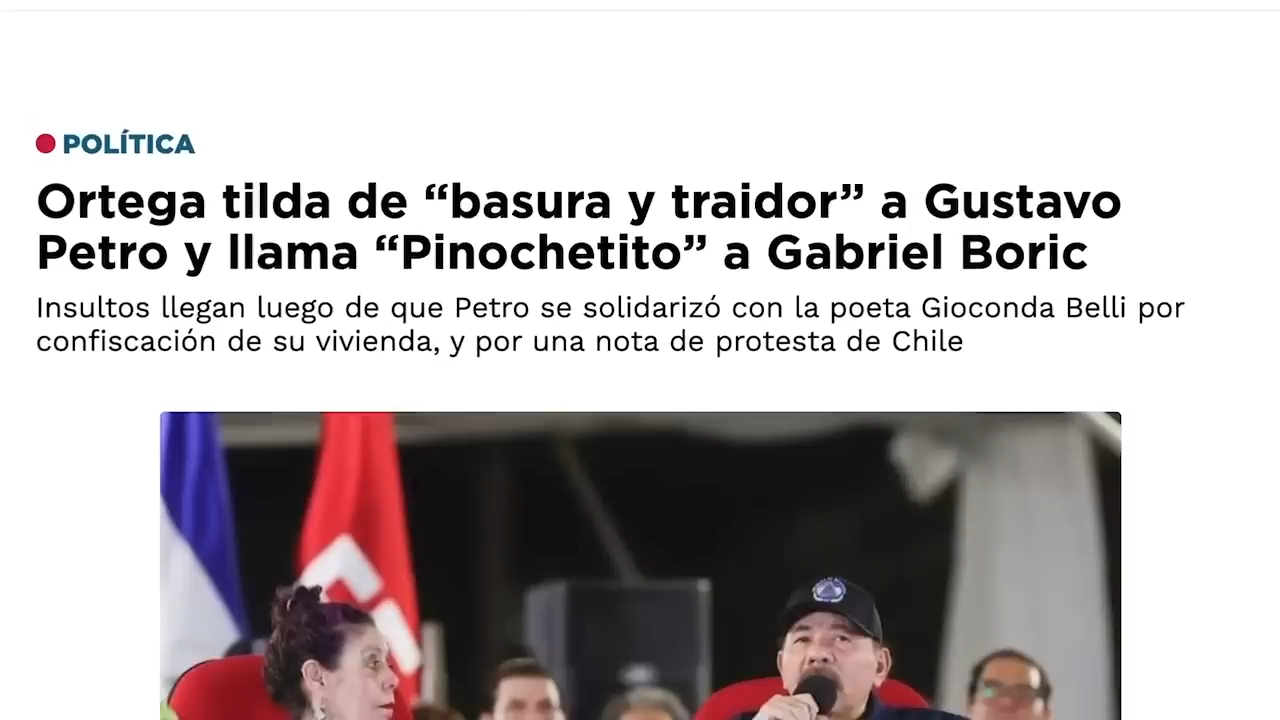 POLÍTICA
Ortega tilda de “basura y traidor” a Gustavo
Petro y llama “Pinochetito” a Gabriel Boric
Insultos llegan luego de que Petro se solidarizó con la poeta Gioconda Belli por
confiscación de su vivienda, y por una nota de protesta de Chile